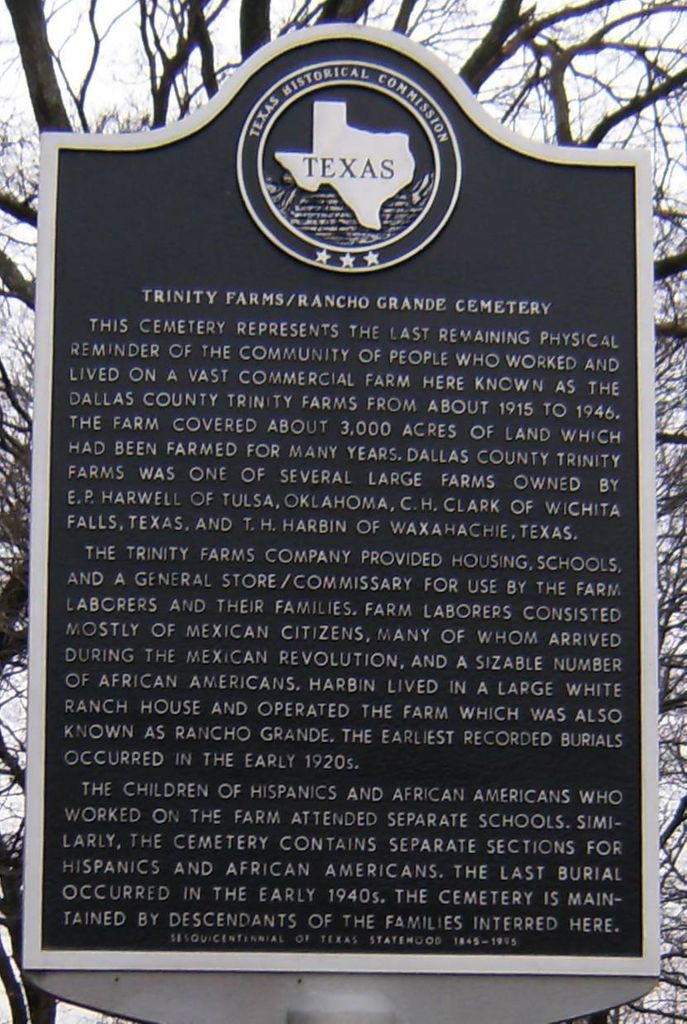 TEXAS HISTORICAL COMMISSION
TEXAS
TRINITY FARMS/RANCHO GRANDE CEMETERY
THIS CEMETERY REPRESENTS THE LAST REMAINING PHYSICAL
REMINDER OF THE COMMUNITY OF PEOPLE WHO WORKED AND
LIVED ON A VAST COMMERCIAL FARM HERE KNOWN AS THE
DALLAS COUNTY TRINITY FARMS FROM ABOUT 1915 TO 1946.
THE FARM COVERED ABOUT 3,000 ACRES OF LAND WHICH
HAD BEEN FARMED FOR MANY YEARS. DALLAS COUNTY TRINITY
FARMS WAS ONE OF SEVERAL LARGE FARMS OWNED BY
E.P. HARWELL OF TULSA, OKLAHOMA, C.H. CLARK OF WICHITA
FALLS, TEXAS, AND T.H. HARBIN OF WAXAHACHIE, TEXAS.
THE TRINITY FARMS COMPANY PROVIDED HOUSING, SCHOOLS,
AND A GENERAL STORE/COMMISSARY FOR USE BY THE FARM
LABORERS AND THEIR FAMILIES. FARM LABORERS CONSISTED
MOSTLY OF MEXICAN CITIZENS, MANY OF WHOM ARRIVED
DURING THE MEXICAN REVOLUTION, AND A SIZABLE NUMBER
OF AFRICAN AMERICANS. HARBIN LIVED IN A LARGE WHITE
RANCH HOUSE AND OPERATED THE FARM WHICH WAS ALSO
KNOWN AS RANCHO GRANDE. THE EARLIEST RECORDED BURIALS
OCCURRED IN THE EARLY 1920s.
THE CHILDREN OF HISPANICS AND AFRICAN AMERICANS WHO
WORKED ON THE FARM ATTENDED SEPARATE SCHOOLS. SIMI-
LARLY, THE CEMETERY CONTAINS SEPARATE SECTIONS FOR
HISPANICS AND AFRICAN AMERICANS. THE LAST BURIAL
OCCURRED IN THE EARLY 1940s. THE CEMETERY IS MAIN-
TAINED BY DESCENDANTS OF THE FAMILIES INTERRED HERE.
SESQUICENTENNIAL OF TEXAS STATEHOOD 1845-1995